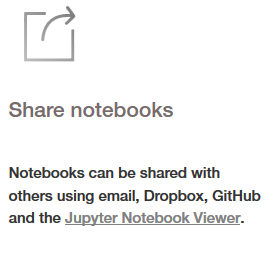 Share notebooks
Notebooks can be shared with
others using email, Dropbox, GitHub
and the Jupyter Notebook Viewer.